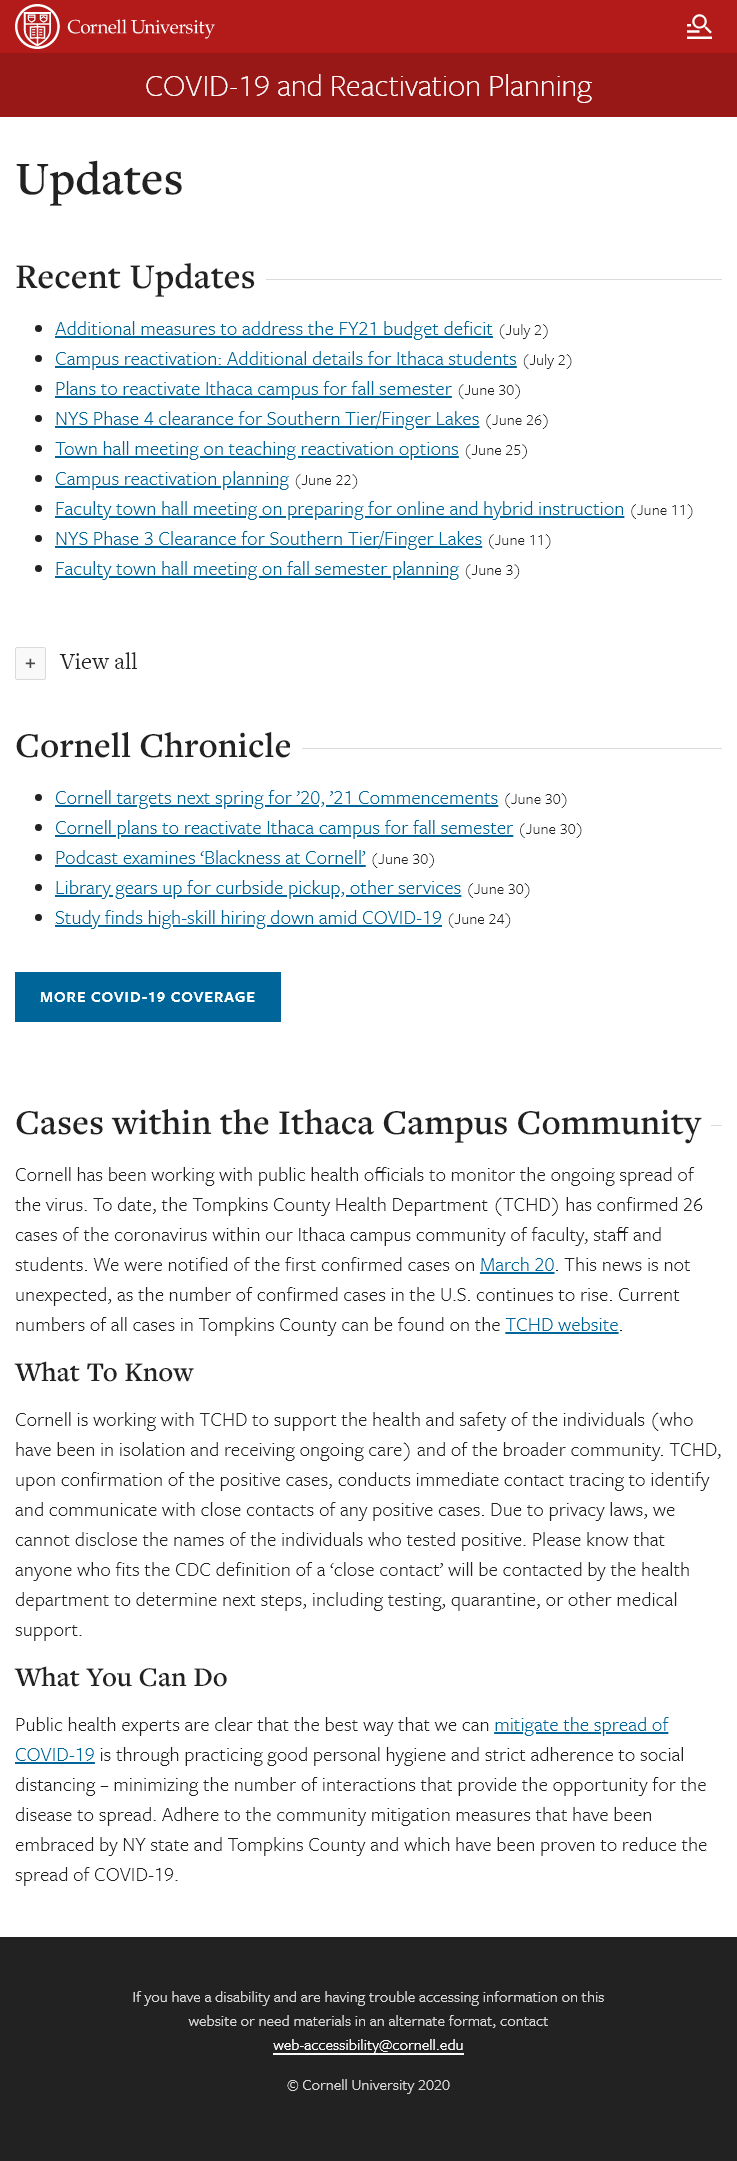 Cornell University
COVID-19 and Reactivation Planning
Updates
Recent Updates
Additional measures to address the FY21 budget deficit (July 2)
Campus reactivation: Additional details for Ithaca students (July 2)
Plans to reactivate Ithaca campus for fall semester (June 30)
NYS Phase 4 clearance for Southern Tier/Finger Lakes (June 26)
Town hall meeting on teaching reactivation options (June 25)
Campus reactivation planning (June 22)
Faculty town hall meeting on preparing for online and hybrid instruction (June 11)
NYS Phase 3 Clearance for Southern Tier/Finger Lakes (June 11)
Faculty town hall meeting on fall semester planning (June 3)
+ View all
Cornell Chronicle
Cornell targets next spring for ’20, ’21 Commencements (June 30)
Cornell plans to reactivate Ithaca campus for fall semester (June 30)
Podcast examines ‘Blackness at Cornell’ (June 30)
Library gears up for curbside pickup, other services (June 30)
Study finds high-skill hiring down amid COVID-19 (June 24)
MORE COVID-19 COVERAGE
Cases within the Ithaca Campus Community
Cornell has been working with public health officials to monitor the ongoing spread of
the virus. To date, the Tompkins County Health Department (TCHD) has confirmed 26
cases of the coronavirus within our Ithaca campus community of faculty, staff and
students. We were notified of the first confirmed cases on March 20. This news is not
unexpected, as the number of confirmed cases in the U.S. continues to rise. Current
numbers of all cases in Tompkins County can be found on the TCHD website.
What To Know
Cornell is working with TCHD to support the health and safety of the individuals (who
have been in isolation and receiving ongoing care) and of the broader community. TCHD,
upon confirmation of the positive cases, conducts immediate contact tracing to identify
and communicate with close contacts of any positive cases. Due to privacy laws, we
cannot disclose the names of the individuals who tested positive. Please know that
anyone who fits the CDC definition of a ‘close contact’ will be contacted by the health
department to determine next steps, including testing, quarantine, or other medical
support.
What You Can Do
Public health experts are clear that the best way that we can mitigate the spread of
COVID-19 is through practicing good personal hygiene and strict adherence to social
distancing – minimizing the number of interactions that provide the opportunity for the
disease to spread. Adhere to the community mitigation measures that have been
embraced by NY state and Tompkins County and which have been proven to reduce the
spread of COVID-19.
If you have a disability and are having trouble accessing information on this
website or need materials in an alternate format, contact
web-accessibility@cornell.edu
© Cornell University 2020